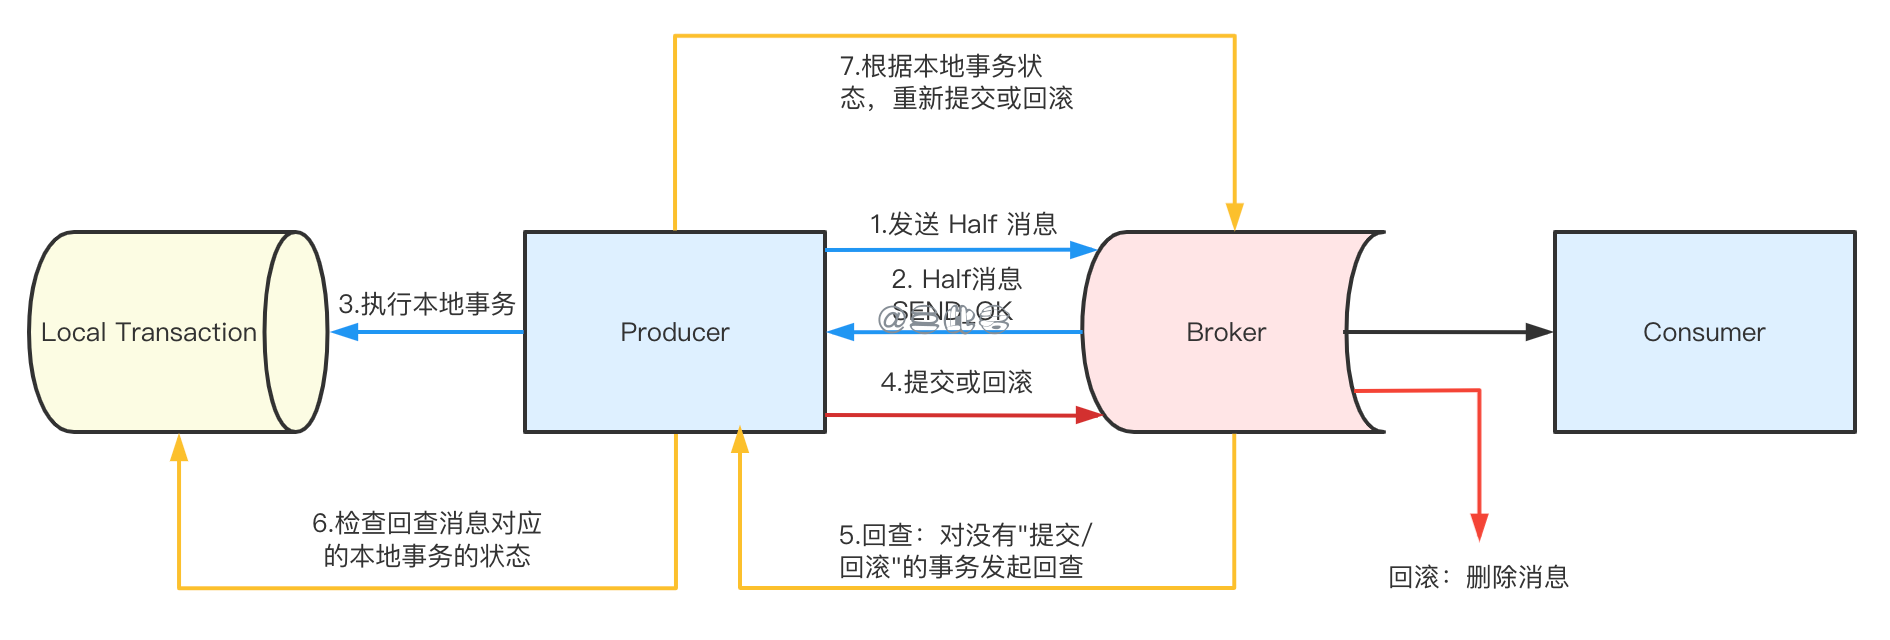 7.根据本地事务状
态，重新提交或回滚
1.发送 Half 消息
2. Half消息
SEND_OK
3.执行本地事务
Local Transaction
Producer
Broker
Consumer
4.提交或回滚
6.检查回查消息对应
的本地事务的状态
5.回查：对没有"提交/
回滚"的事务发起回查
回滚：删除消息